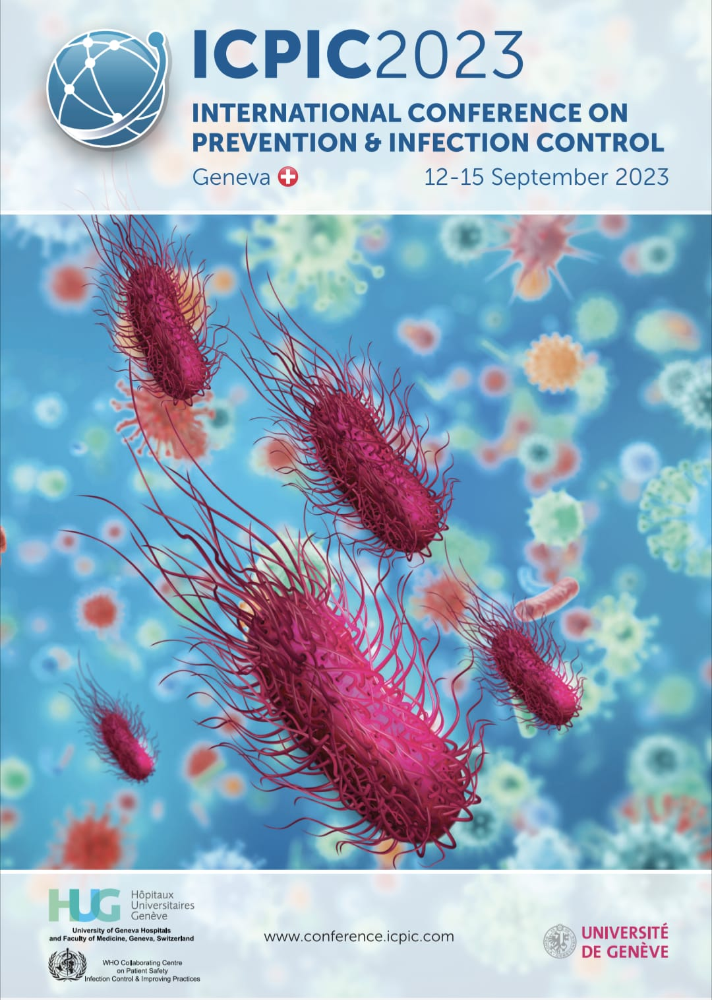 ICPIC2023
INTERNATIONAL CONFERENCE ON
PREVENTION & INFECTION CONTROL
Geneva
12-15 September 2023
HUG
Hôpitaux
Universitaires
Genève
University of Geneva Hospitals
and Faculty of Medicine, Geneva, Switzerland
WHO Collaborating Centre
on Patient Safety
Infection Control & Improving Practices
www.conference.icpic.com
UNIVERSITÉ
DE GENÈVE